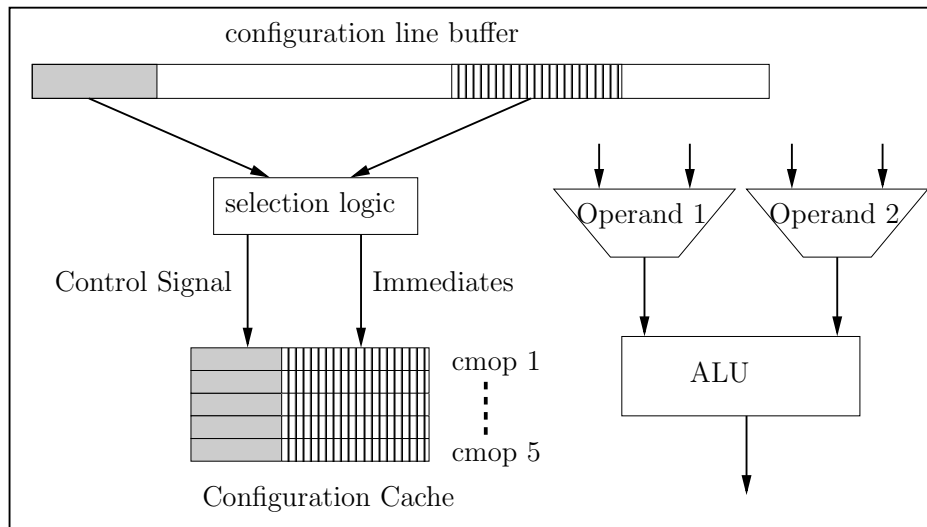 configuration line buffer
selection logic
Operand 1
Operand 2
Control Signal
Immediates
cmop 1
ALU
cmop 5
Configuration Cache